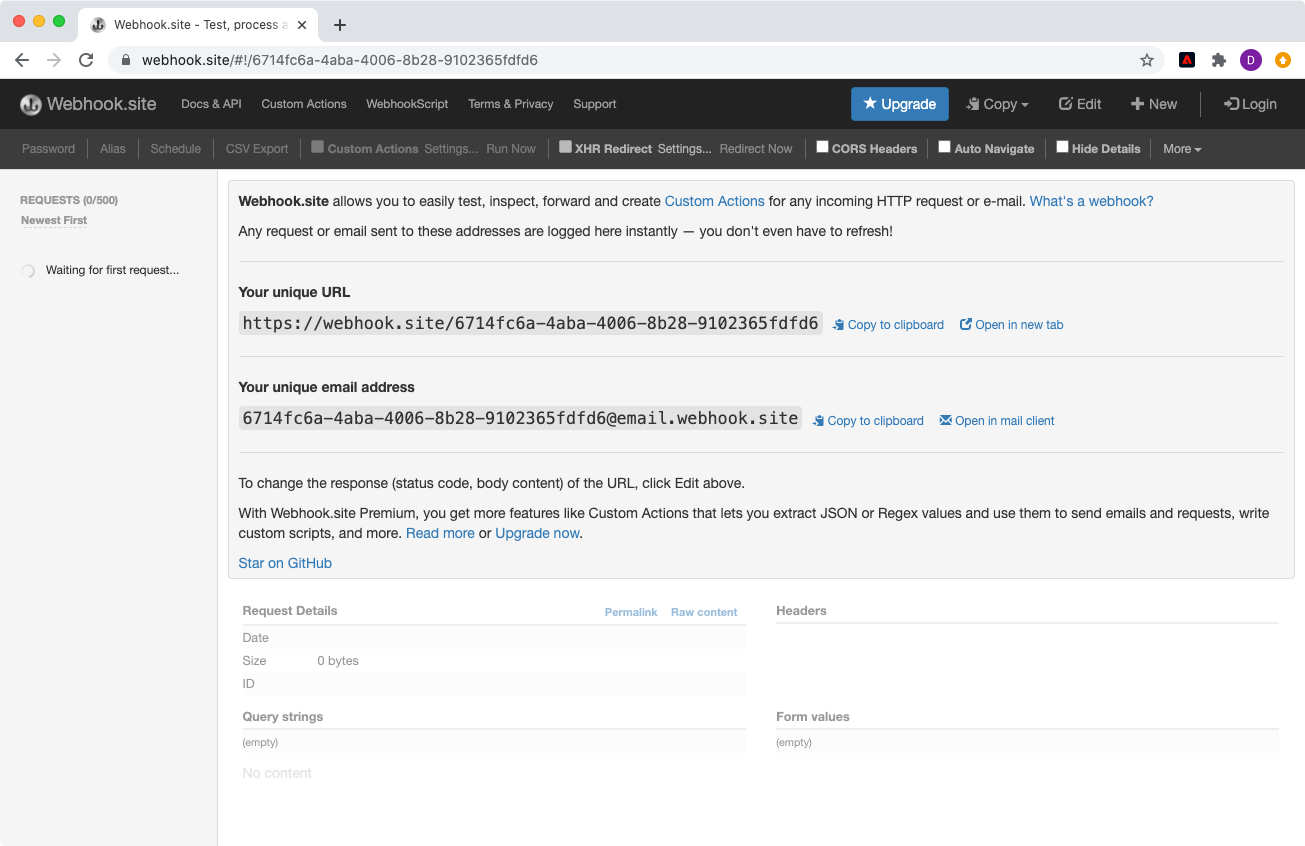 Webhook.site - Test, process a
webhook.site/#!/6714fc6a-4aba-4006-8b28-9102365fdfd6
D
Webhook.site Docs & API Custom Actions WebhookScript Terms & Privacy Support Upgrade Copy Edit New Login
Password Alias Schedule CSV Export Custom Actions Settings... Run Now XHR Redirect Settings... Redirect Now CORS Headers Auto Navigate Hide Details More
REQUESTS (0/500)
Newest First
Waiting for first request...
Webhook.site allows you to easily test, inspect, forward and create Custom Actions for any incoming HTTP request or e-mail. What's a webhook?
Any request or email sent to these addresses are logged here instantly — you don't even have to refresh!
Your unique URL
https://webhook.site/6714fc6a-4aba-4006-8b28-9102365fdfd6 Copy to clipboard Open in new tab
Your unique email address
6714fc6a-4aba-4006-8b28-9102365fdfd6@email.webhook.site Copy to clipboard Open in mail client
To change the response (status code, body content) of the URL, click Edit above.
With Webhook.site Premium, you get more features like Custom Actions that lets you extract JSON or Regex values and use them to send emails and requests, write
custom scripts, and more. Read more or Upgrade now.
Star on GitHub
Request Details Permalink Raw content
Date
Size 0 bytes
ID
Headers
Query strings
(empty)
Form values
(empty)
No content